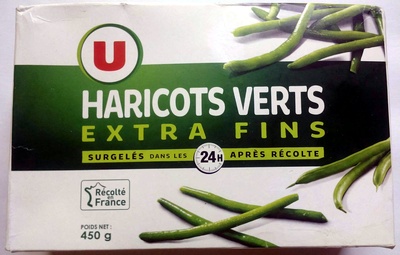 U
HARICOTS VERTS
EXTRA FINS
SURGELÉS DANS LES 24H APRÈS RÉCOLTE
Récolté
en
France
POIDS NET :
450 g